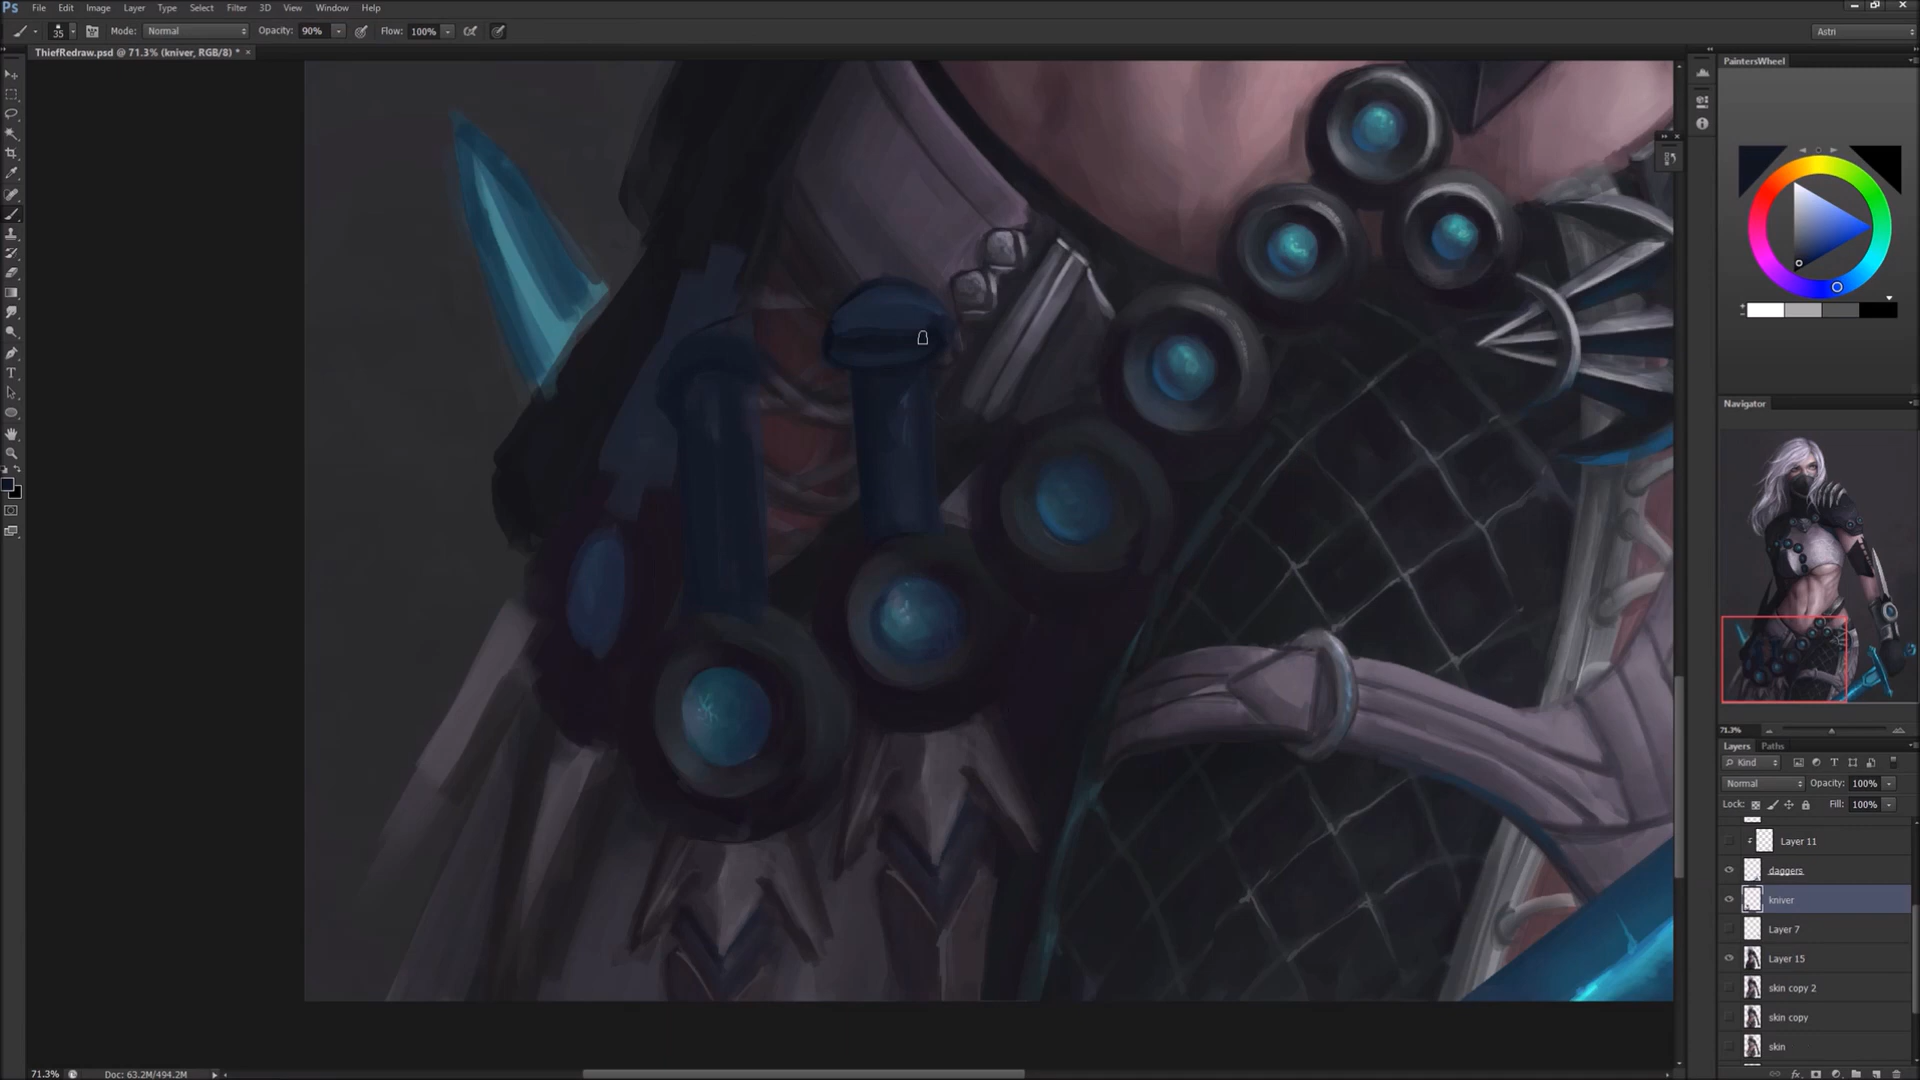 Ps File Edit Image Layer Type Select Filter 3D View Window Help
35 Mode: Normal Opacity: 90% Flow: 100% Astri
ThiefRedraw.psd @ 71.3% (kniver, RGB/8) * ×
PaintersWheel
Navigator
71.3%
Layers Paths
Kind
Normal Opacity: 100%
Lock: Fill: 100%
Layer 11
daggers
kniver
Layer 7
Layer 15
skin copy 2
skin copy
skin
71.3% Doc: 63.2M/494.2M